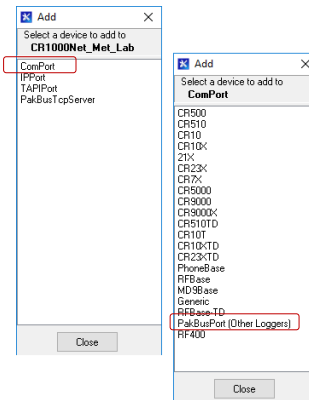 Add
Select a device to add to
CR1000Net_Met_Lab
ComPort
IPPort
TAPIPort
PakBusTcpServer
Close
Add
Select a device to add to
ComPort
CR500
CR510
CR10
CR10X
21X
CR23X
CR7X
CR5000
CR9000
CR9000X
CR510TD
CR10T
CR10XTD
CR23XTD
PhoneBase
RFBase
MD9Base
Generic
RFBase-TD
PakBusPort (Other Loggers)
RF400
Close